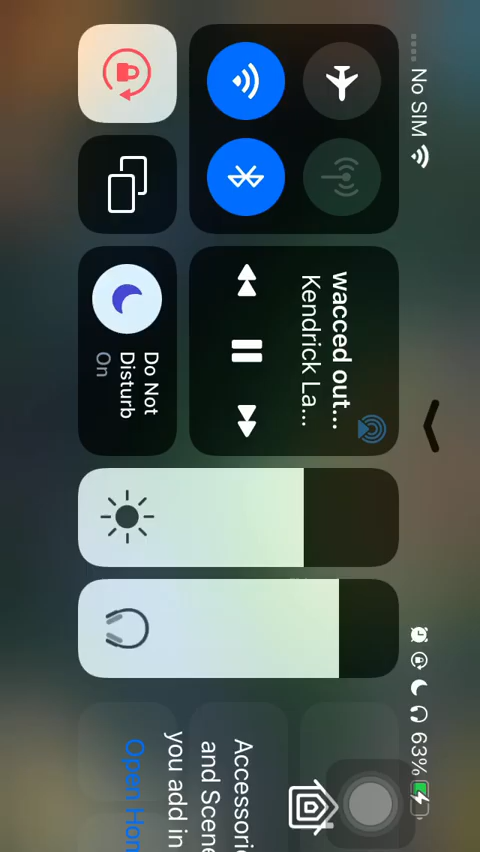 No SIM
63%
wacced out...
Kendrick La...
Do Not
Disturb
On
Accessori
and Scene
you add in
Open Hom